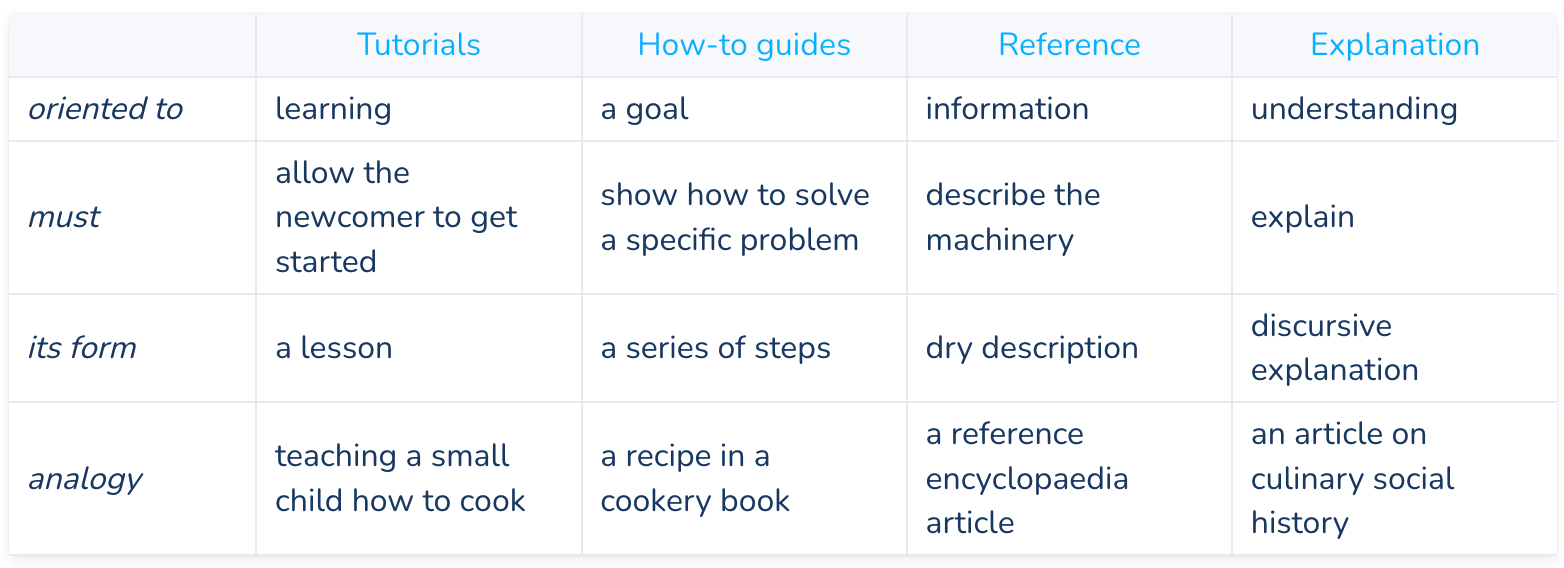 Tutorials How-to guides Reference Explanation
oriented to learning a goal information understanding
must
allow the
newcomer to get
started
show how to solve
a specific problem
describe the
machinery
explain
its form a lesson a series of steps dry description
discursive
explanation
analogy
teaching a small
child how to cook
a recipe in a
cookery book
a reference
encyclopaedia
article
an article on
culinary social
history